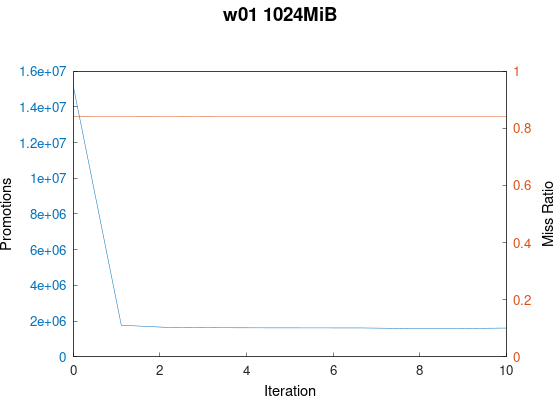 w01 1024MiB
1.6e+07
1.4e+07
1.2e+07
1e+07
8e+06
6e+06
4e+06
2e+06
0
Promotions
1
0.8
0.6
0.4
0.2
0
Miss Ratio
0
2
4
6
8
10
Iteration